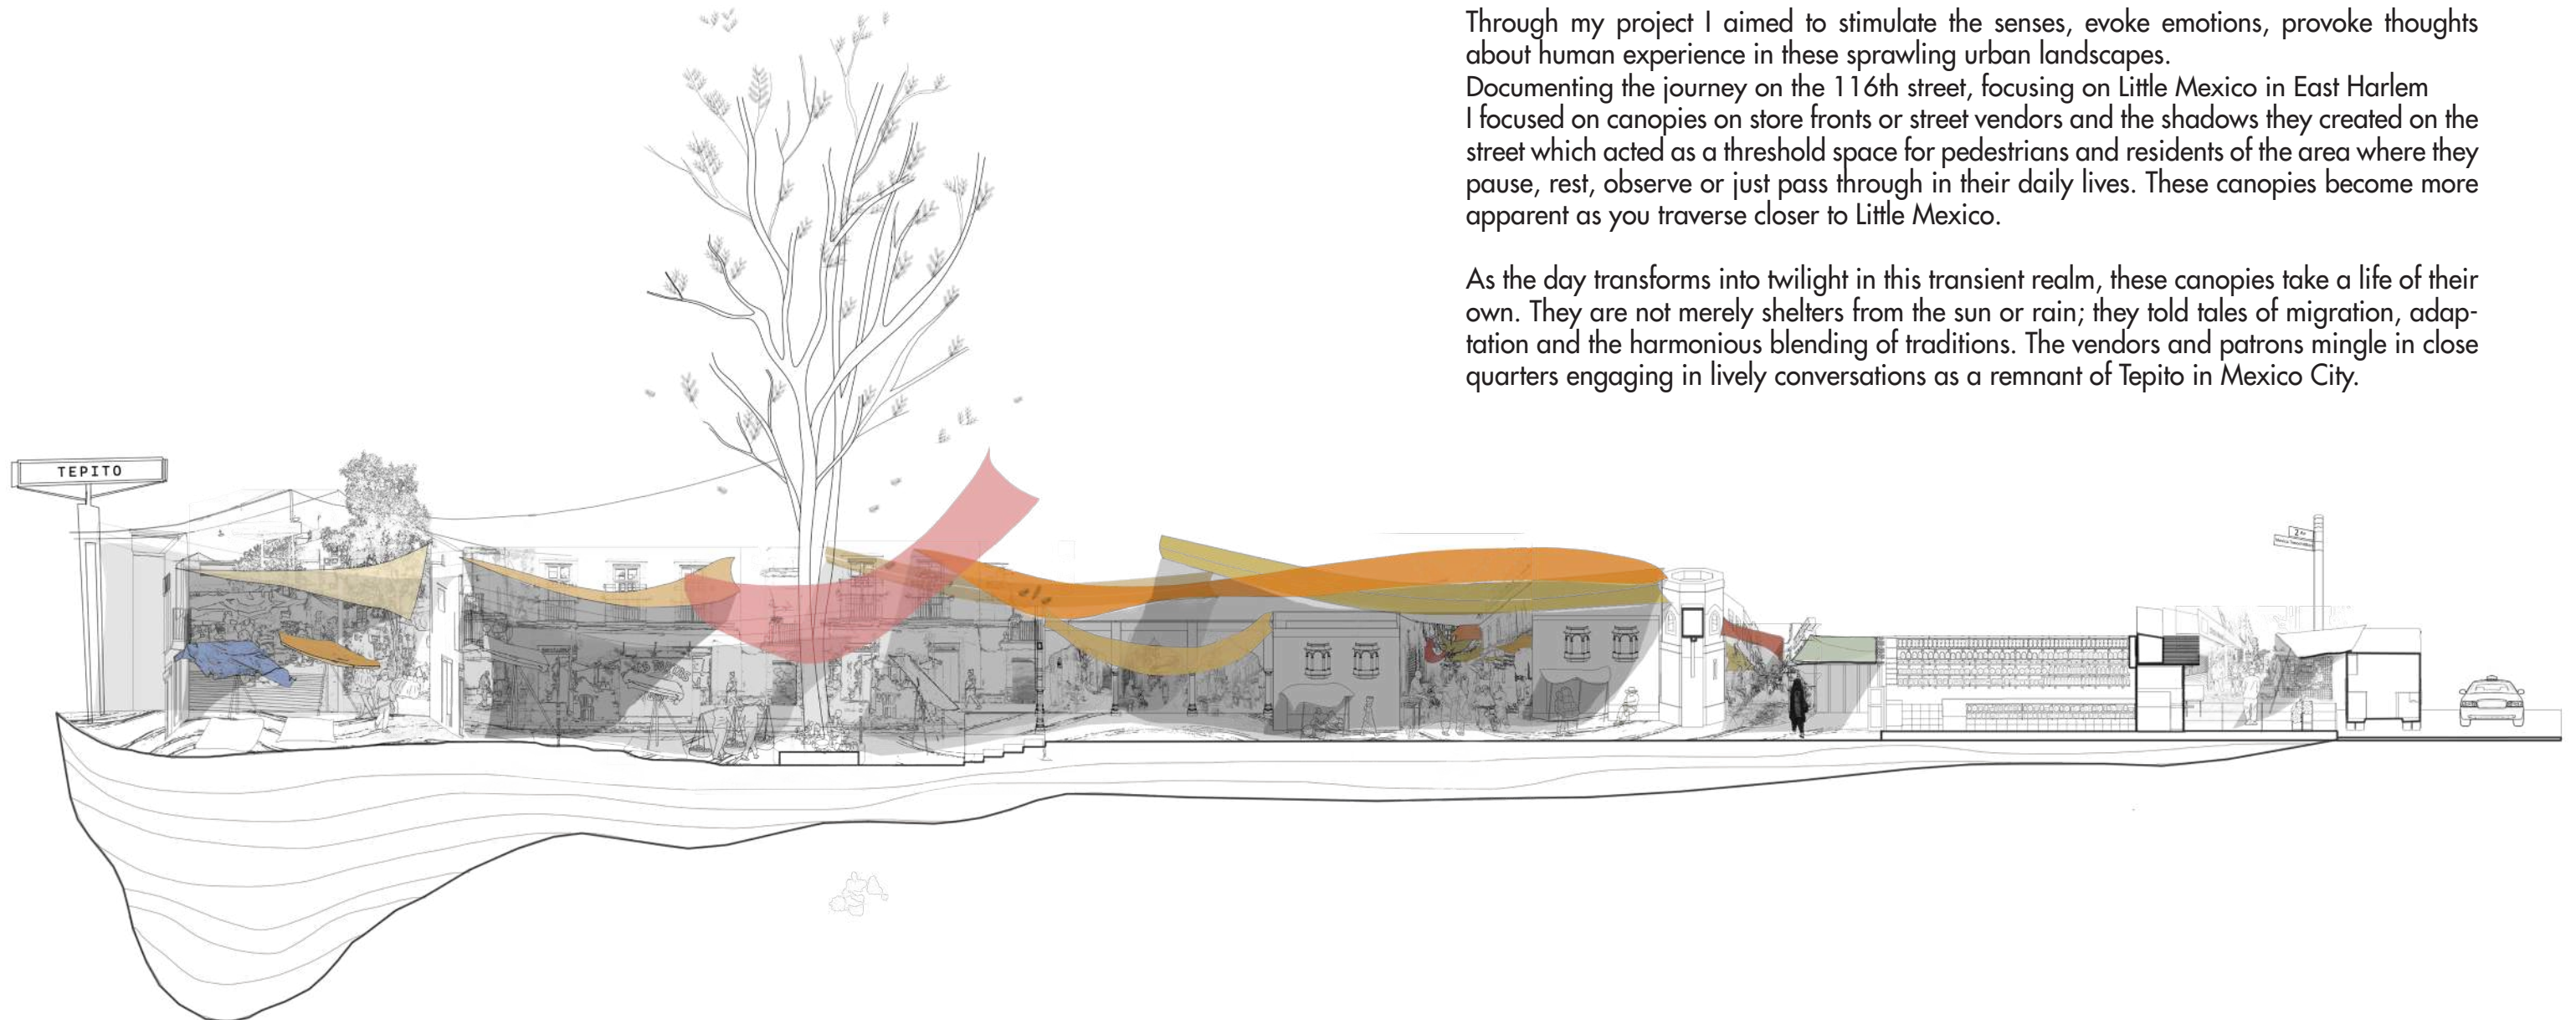 Through my project I aimed to stimulate the senses, evoke emotions, provoke thoughts
about human experience in these sprawling urban landscapes.
Documenting the journey on the 116th street, focusing on Little Mexico in East Harlem
I focused on canopies on store fronts or street vendors and the shadows they created on the
street which acted as a threshold space for pedestrians and residents of the area where they
pause, rest, observe or just pass through in their daily lives. These canopies become more
apparent as you traverse closer to Little Mexico.
As the day transforms into twilight in this transient realm, these canopies take a life of their
own. They are not merely shelters from the sun or rain; they told tales of migration, adap-
tation and the harmonious blending of traditions. The vendors and patrons mingle in close
quarters engaging in lively conversations as a remnant of Tepito in Mexico City.
TEPITO